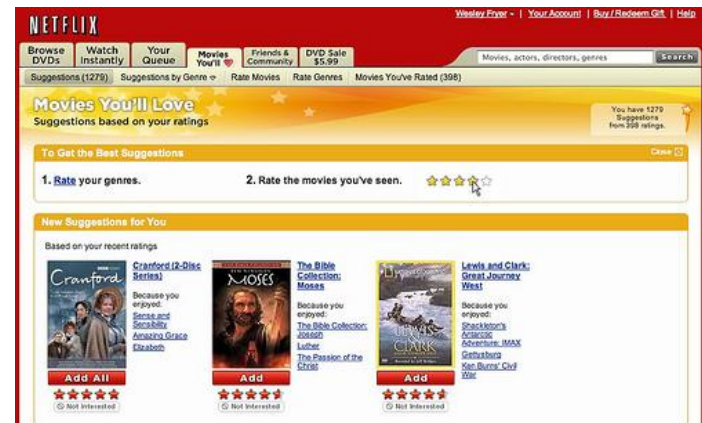 NETFLIX
Wesley Fryer | Your Account | Buy / Redeem Gift | Help
Browse DVDs
Watch Instantly
Your Queue
Movies You'll
Friends & Community
DVD Sale $5.99
Movies, actors, directors, genres
Search
Suggestions (1279) Suggestions by Genre Rate Movies Rate Genres Movies You've Rated (398)
Movies You'll Love
Suggestions based on your ratings
You have 1279
Suggestions
from 398 ratings.
To Get the Best Suggestions
Close
1. Rate your genres.
2. Rate the movies you've seen.
New Suggestions for You
Based on your recent ratings
Cranford
Cranford (2-Disc
Series)
Because you
enjoyed:
Sense and
Sensibility
Amazing Grace
Elizabeth
Add All
Not Interested
MOSES
The Bible
Collection:
Moses
Because you
enjoyed:
The Bible Collection:
Joseph
Luther
The Passion of the
Christ
Add
Not Interested
LEWIS
AND
CLARK
Lewis and Clark:
Great Journey
West
Because you
enjoyed:
Shackleton's
Antarctic
Adventure: IMAX
Gettysburg
Ken Burns' Civil
War
Add
Not Interested